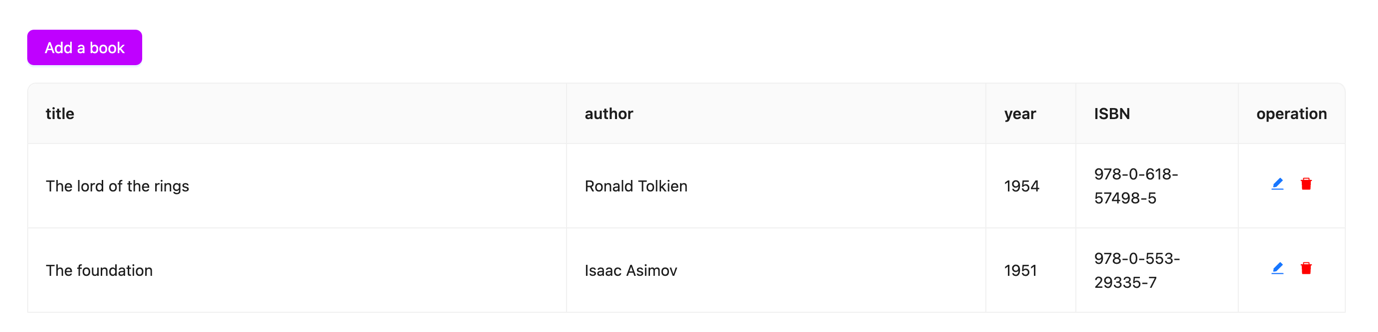 Add a book
title author year ISBN operation
The lord of the rings Ronald Tolkien 1954 978-0-618-
57498-5
The foundation Isaac Asimov 1951 978-0-553-
29335-7